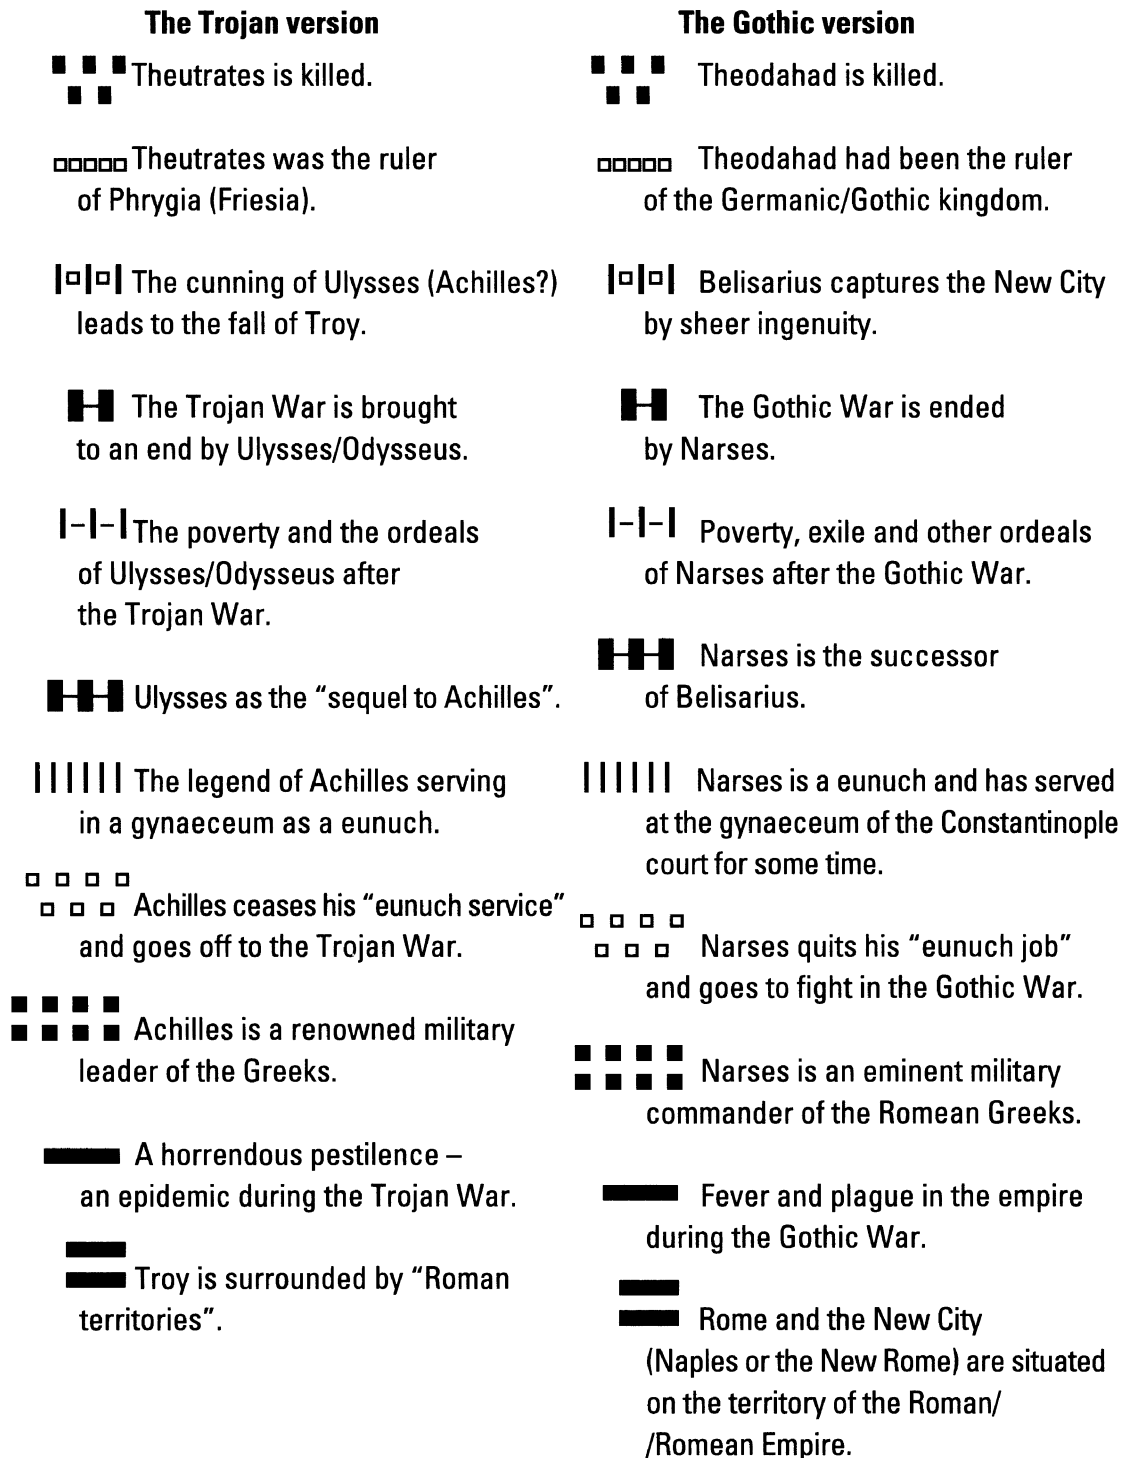 The Trojan version
Theutrates is killed.
Theutrates was the ruler
of Phrygia (Friesia).
The cunning of Ulysses (Achilles?)
leads to the fall of Troy.
The Trojan War is brought
to an end by Ulysses/Odysseus.
The poverty and the ordeals
of Ulysses/Odysseus after
the Trojan War.
Ulysses as the “sequel to Achilles”.
The legend of Achilles serving
in a gynaeceum as a eunuch.
Achilles ceases his “eunuch service”
and goes off to the Trojan War.
Achilles is a renowned military
leader of the Greeks.
A horrendous pestilence –
an epidemic during the Trojan War.
Troy is surrounded by “Roman
territories”.
The Gothic version
Theodahad is killed.
Theodahad had been the ruler
of the Germanic/Gothic kingdom.
Belisarius captures the New City
by sheer ingenuity.
The Gothic War is ended
by Narses.
Poverty, exile and other ordeals
of Narses after the Gothic War.
Narses is the successor
of Belisarius.
Narses is a eunuch and has served
at the gynaeceum of the Constantinople
court for some time.
Narses quits his “eunuch job”
and goes to fight in the Gothic War.
Narses is an eminent military
commander of the Romean Greeks.
Fever and plague in the empire
during the Gothic War.
Rome and the New City
(Naples or the New Rome) are situated
on the territory of the Roman/
/Romean Empire.